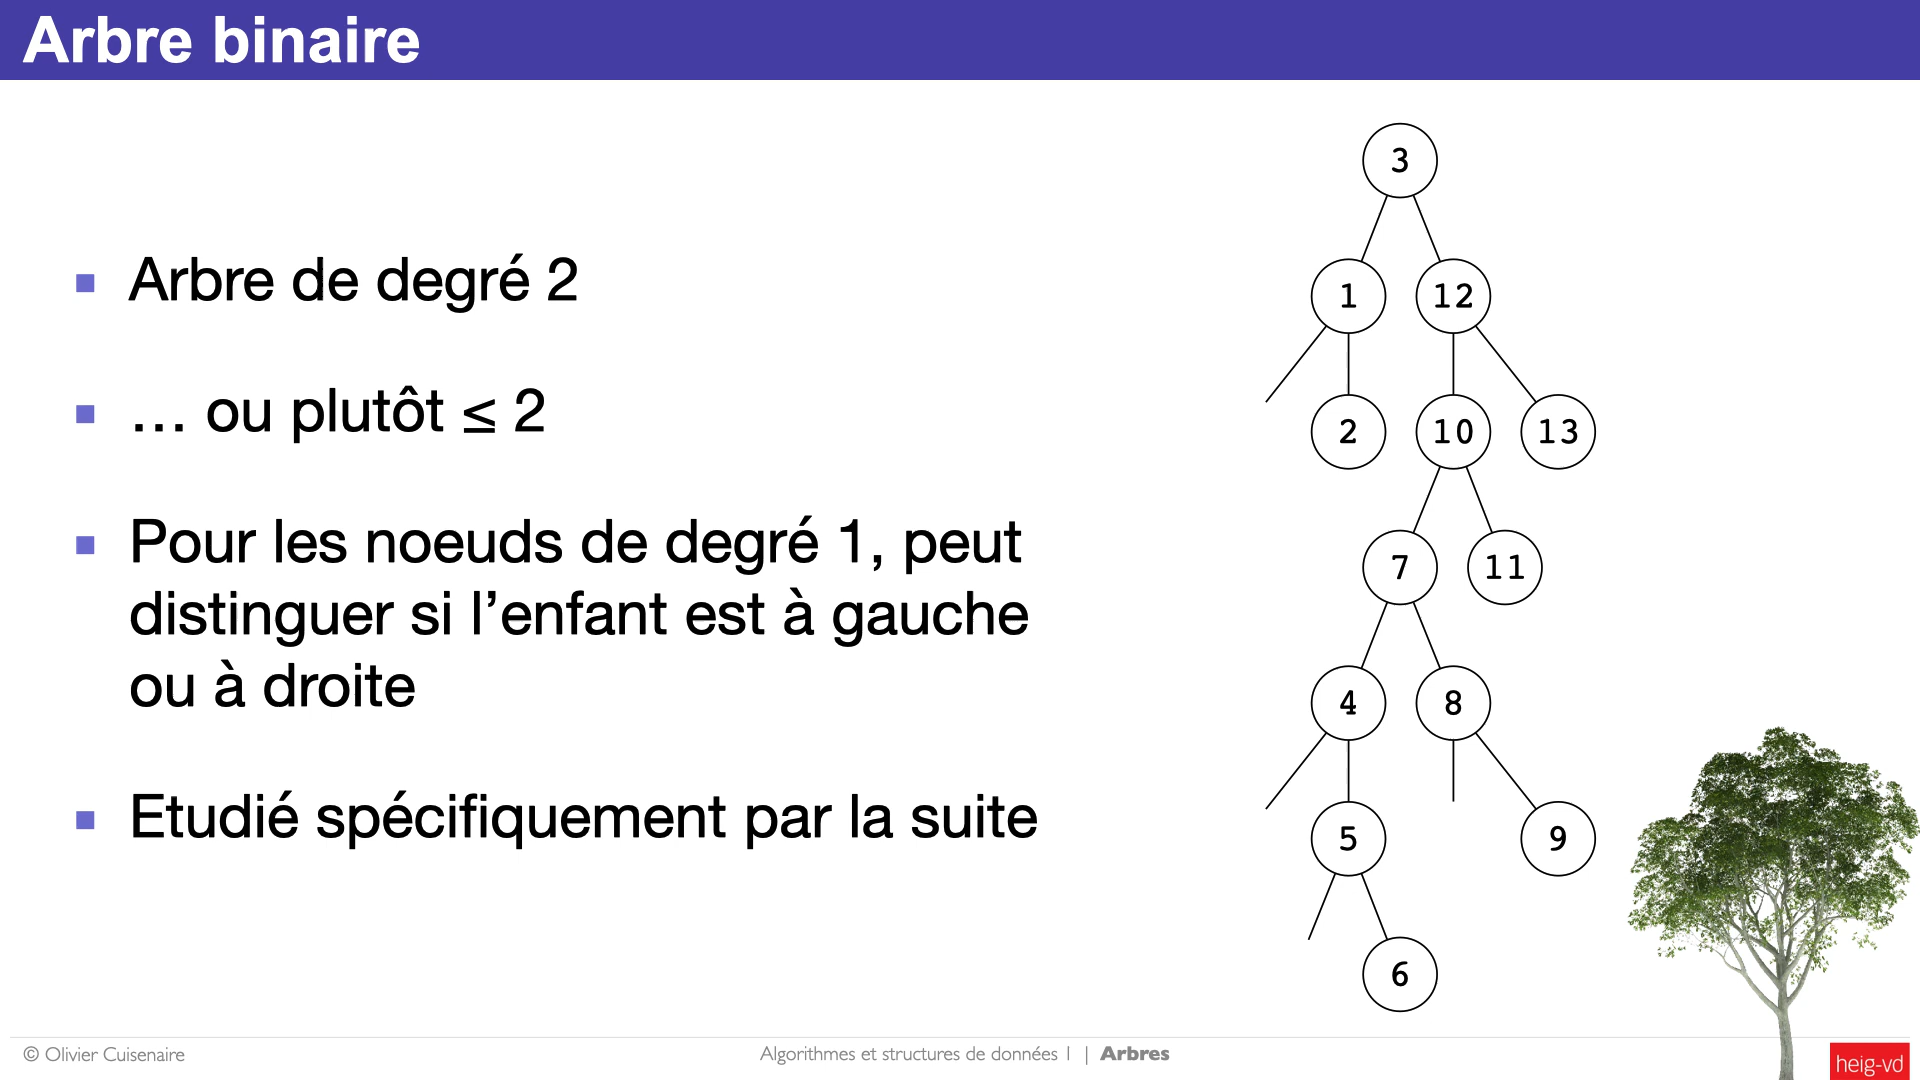 Arbre binaire
▪ Arbre de degré 2
▪ … ou plutôt ≤ 2
▪ Pour les noeuds de degré 1, peut
distinguer si l’enfant est à gauche
ou à droite
▪ Etudié spécifiquement par la suite
3
1 12
2 10 13
7 11
4 8
5 9
6
© Olivier Cuisenaire
Algorithmes et structures de données 1 | Arbres
heig-vd